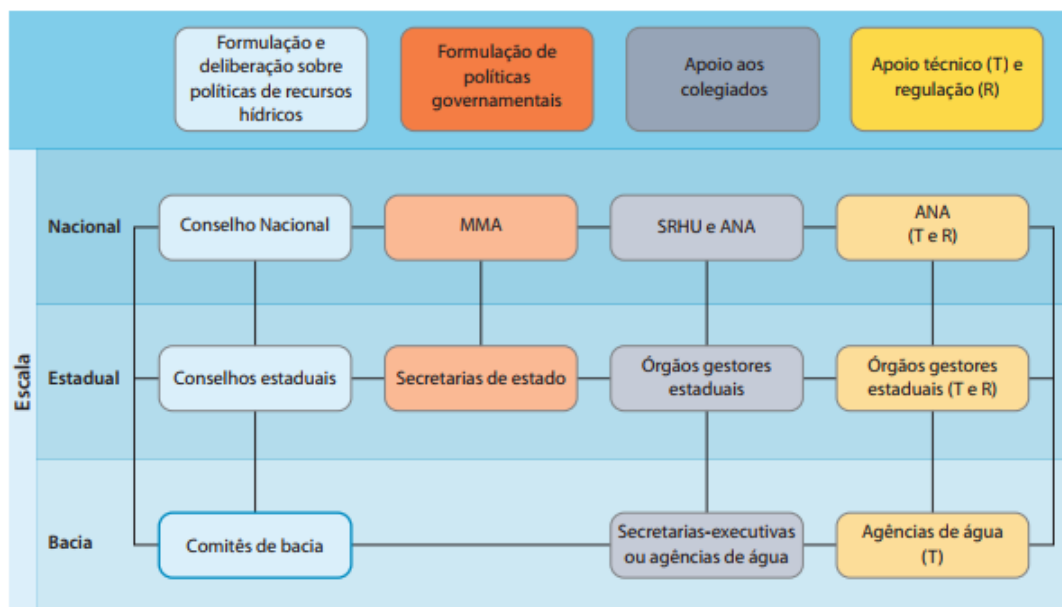 Formulação e
deliberação sobre
políticas de recursos
hídricos
Formulação de
políticas
governamentais
Apoio aos
colegiados
Apoio técnico (T) e
regulação (R)
Escala
Nacional
Conselho Nacional
MMA
SRHU e ANA
ANA
(T e R)
Estadual
Conselhos estaduais
Secretarias de estado
Órgãos gestores
estaduais
Órgãos gestores
estaduais (T e R)
Bacia
Comitês de bacia
Secretarias-executivas
ou agências de água
Agências de água
(T)